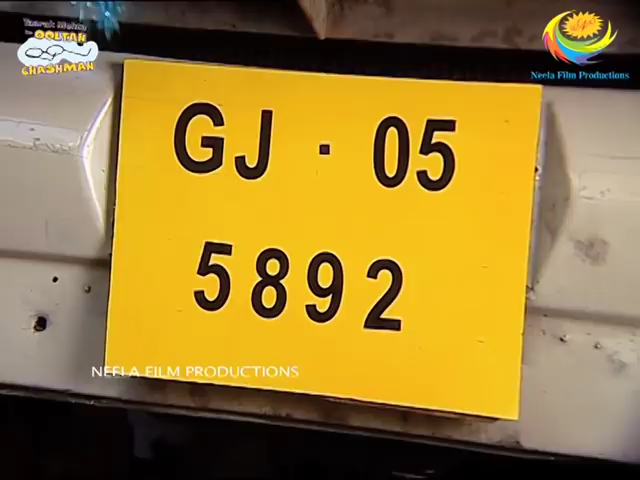 Taarak Mehta
Ka
OOLTAH
CHASHMAH
Neela Film Productions
GJ · 05
5892
NEELA FILM PRODUCTIONS